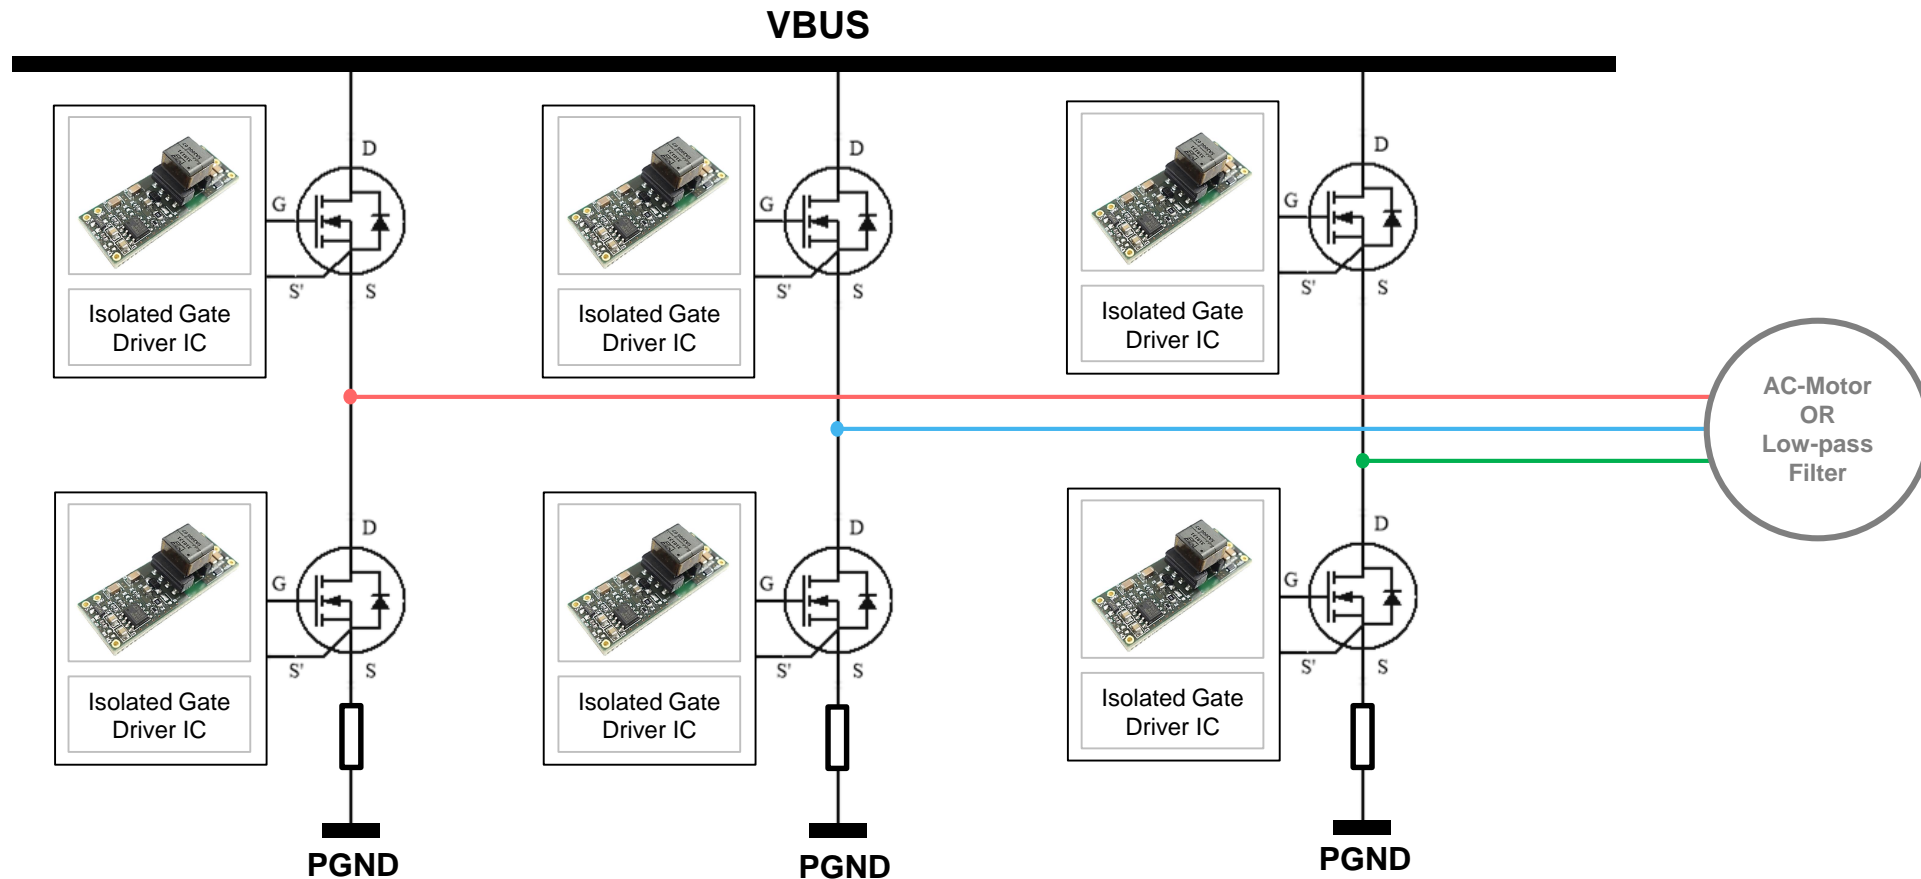 VBUS
D
G
S'
S
Isolated Gate
Driver IC
D
G
S'
S
Isolated Gate
Driver IC
D
G
S'
S
Isolated Gate
Driver IC
AC-Motor
OR
Low-pass
Filter
D
G
S'
S
Isolated Gate
Driver IC
PGND
D
G
S'
S
Isolated Gate
Driver IC
PGND
D
G
S'
S
Isolated Gate
Driver IC
PGND